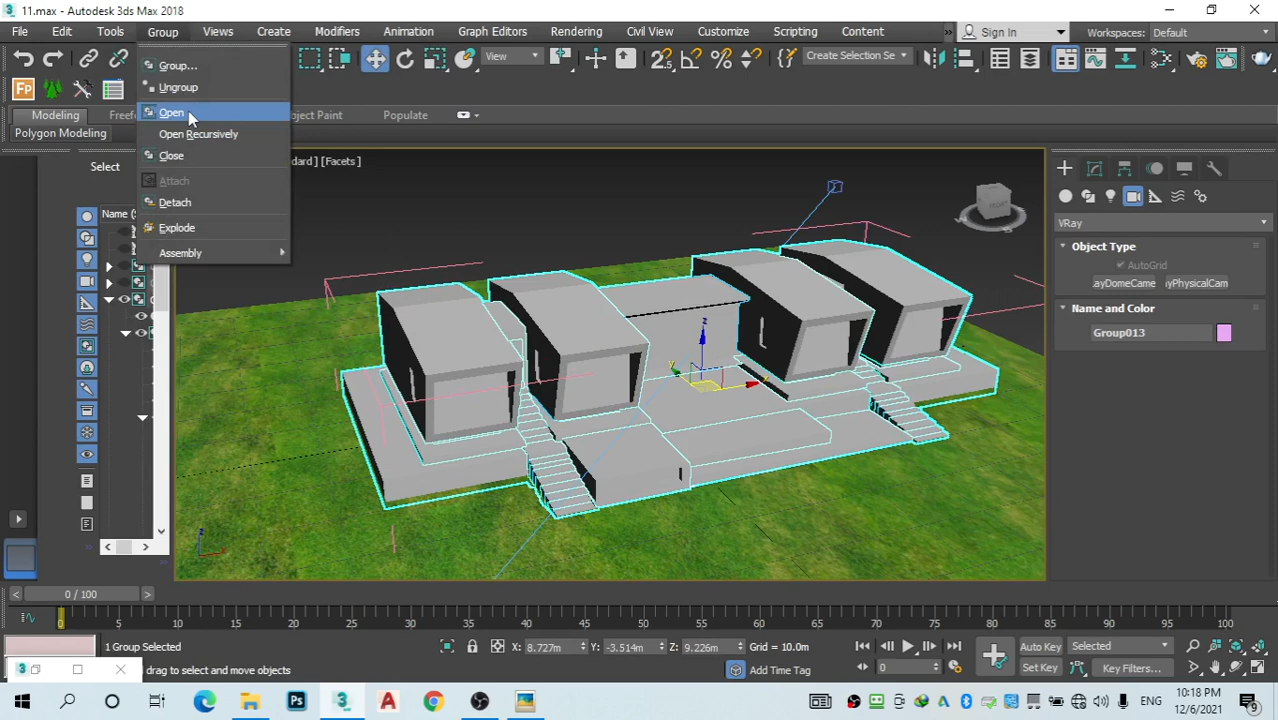 11.max - Autodesk 3ds Max 2018
File Edit Tools Group Views Create Modifiers Animation Graph Editors Rendering Civil View Customize Scripting Content » Sign In Workspaces: Default
View Create Selection Se
Fp
Modeling Freef bject Paint Populate
Polygon Modeling
Group...
Ungroup
Open
Open Recursively
Close
Attach
Detach
Explode
Assembly
Select
Name (S
dard ] [Facets ]
VRay
Object Type
AutoGrid
ayDomeCame yPhysicalCam
Name and Color
Group013
z
y
x
z
0 / 100
0 5 10 15 20 25 30 35 40 45 50 55 60 65 70 75 80 85 90 95 100
1 Group Selected X: 8.727m Y: -3.514m Z: 9.226m Grid = 10.0m Auto Key Selected
drag to select and move objects Add Time Tag 0 Set Key Key Filters...
Ps 3 A ENG 10:18 PM
12/6/2021 9